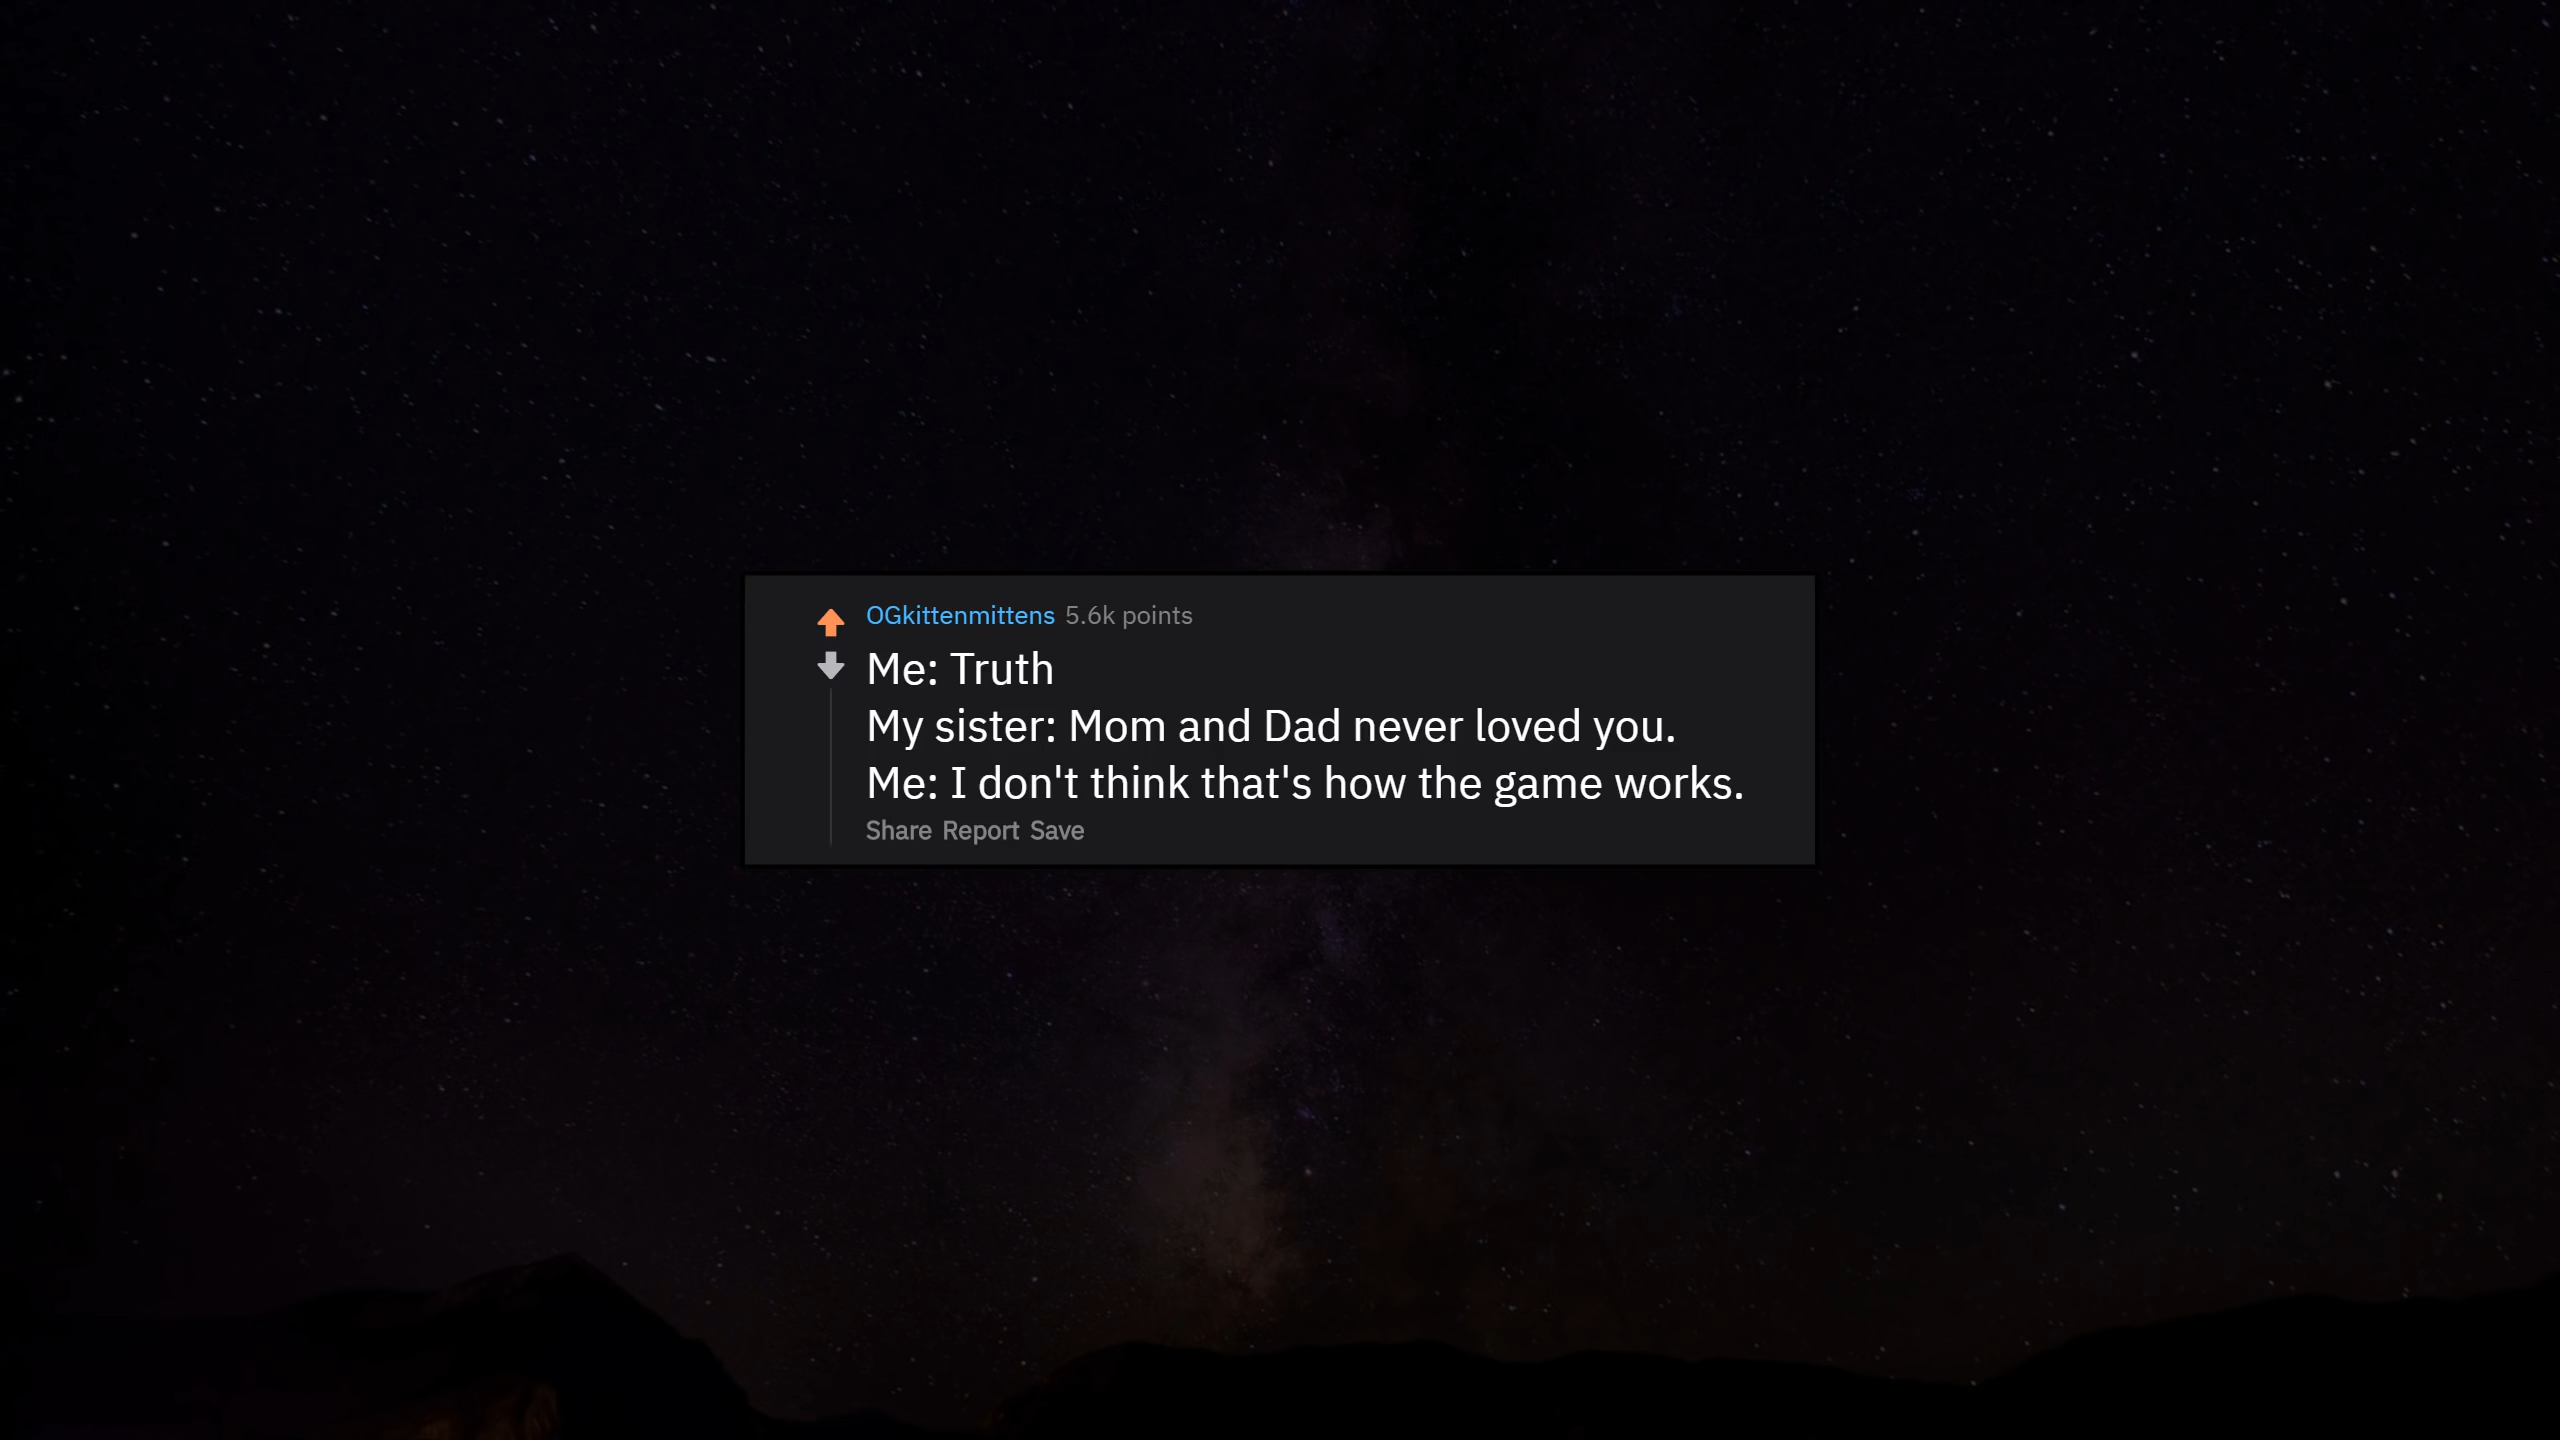 OGkittenmittens 5.6k points
Me: Truth
My sister: Mom and Dad never loved you.
Me: I don't think that's how the game works.
Share Report Save